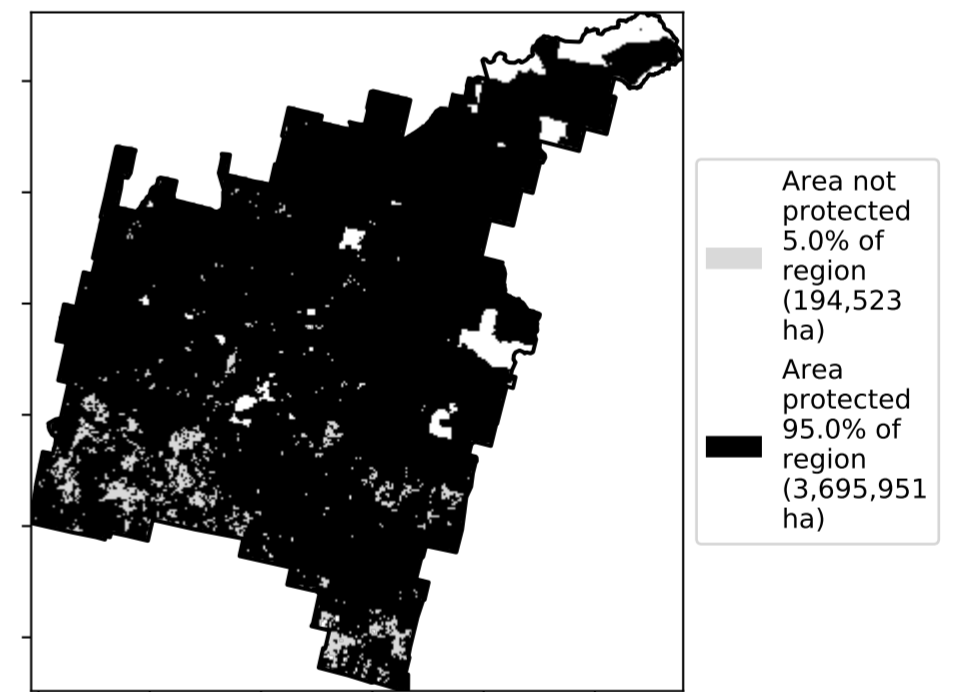 Area not
protected
5.0% of
region
(194,523
ha)
Area
protected
95.0% of
region
(3,695,951
ha)